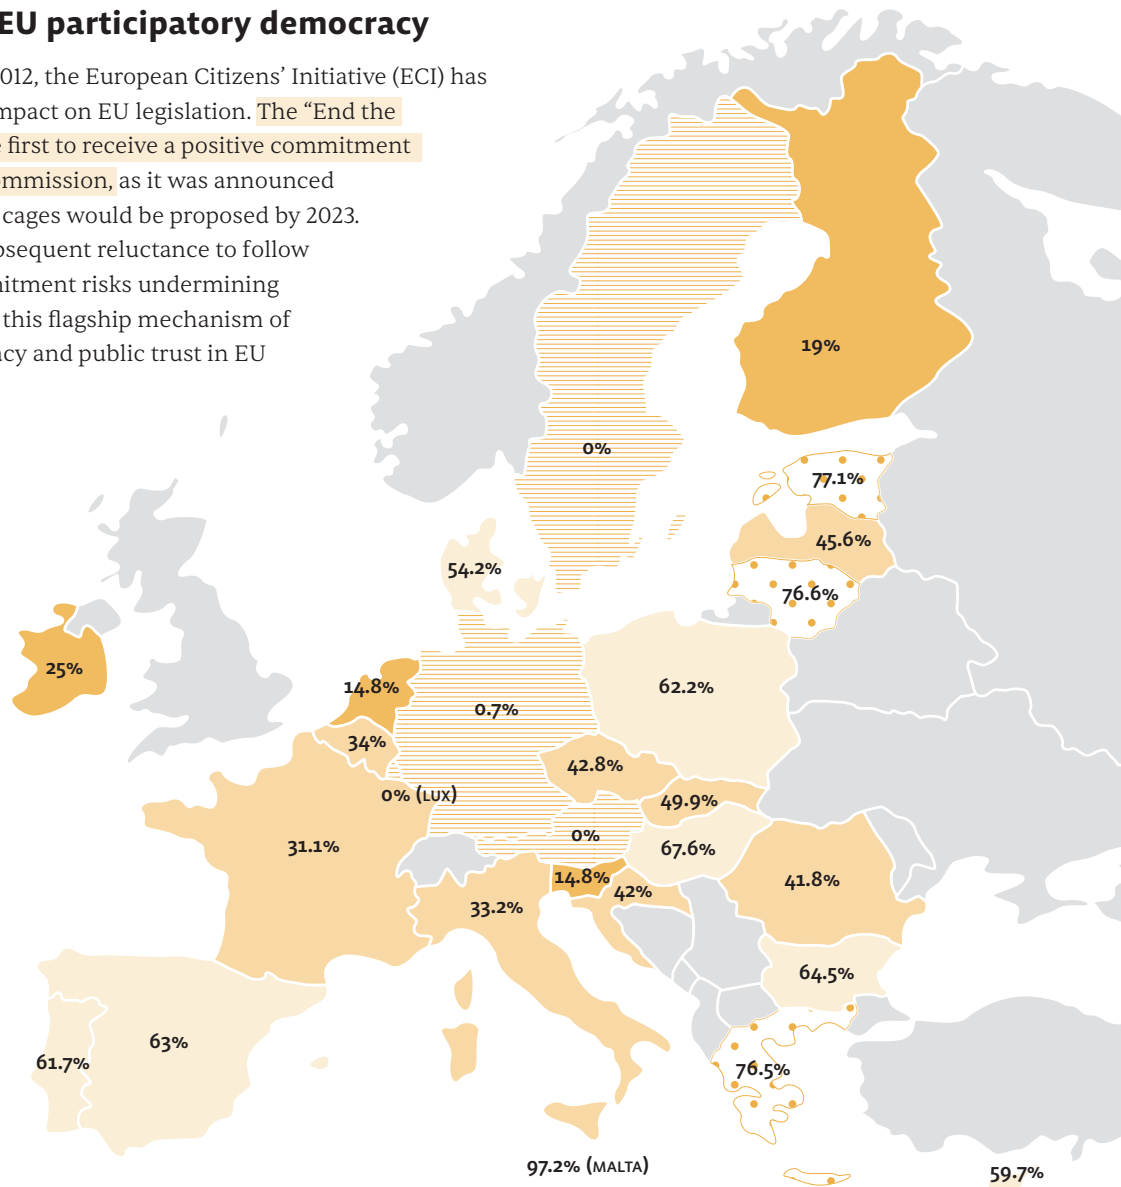 EU participatory democracy
012, the European Citizens’ Initiative (ECI) has
mpact on EU legislation. The “End the
first to receive a positive commitment
ommission, as it was announced
cages would be proposed by 2023.
bsequent reluctance to follow
mitment risks undermining
this flagship mechanism of
acy and public trust in EU
19%
0%
77.1%
45.6%
54.2%
76.6%
25%
14.8%
62.2%
0.7%
34%
42.8%
0% (LUX)
49.9%
0%
31.1%
67.6%
14.8%
41.8%
42%
33.2%
64.5%
63%
61.7%
76.5%
97.2% (MALTA)
59.7%